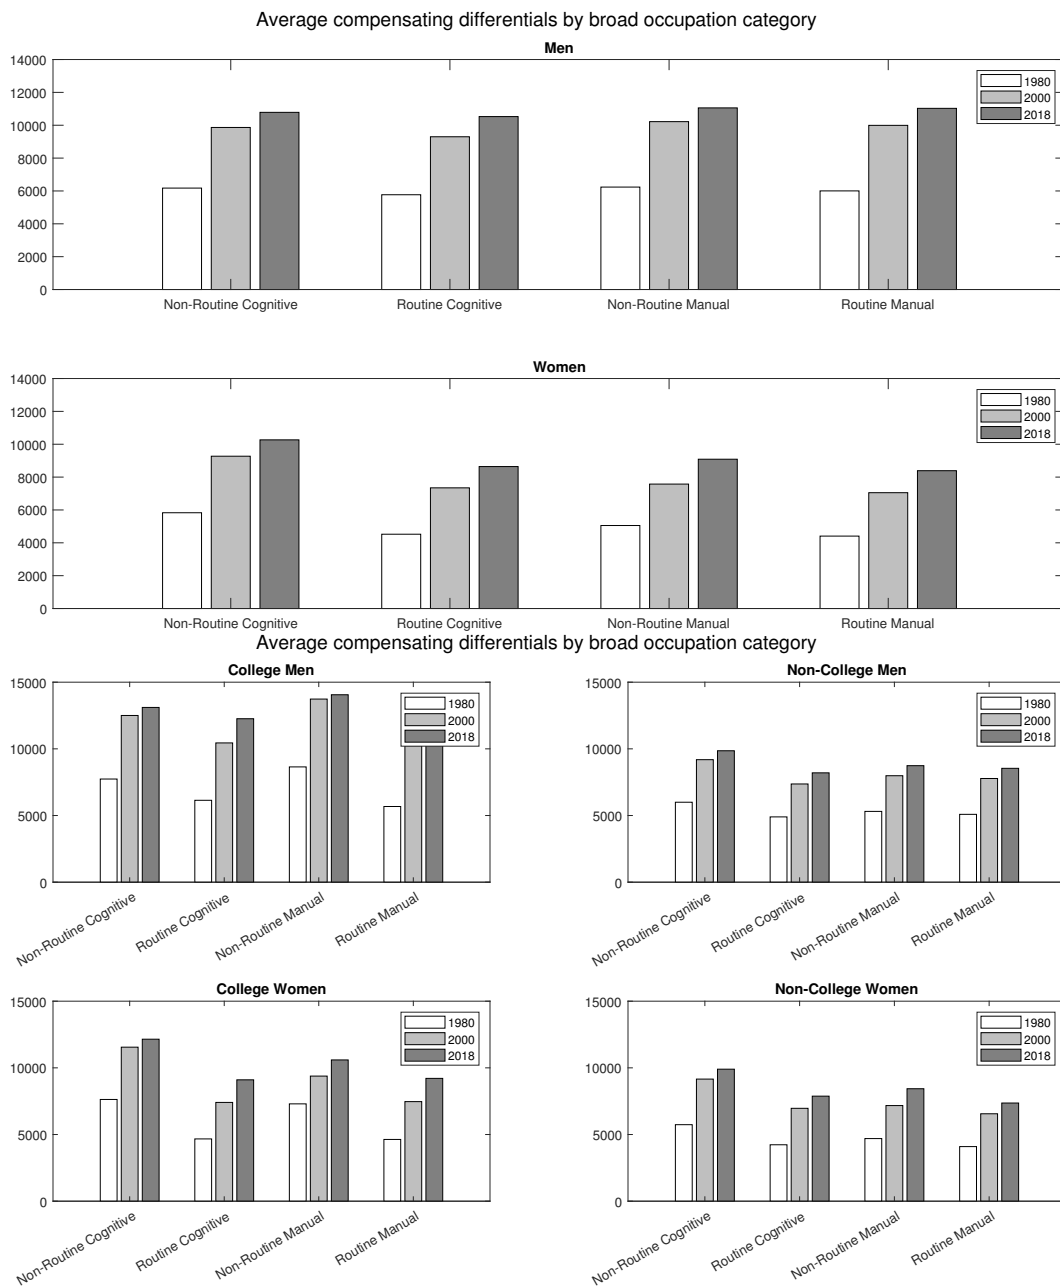 Average compensating differentials by broad occupation category
Men
14000
12000
10000
8000
6000
4000
2000
0
1980
2000
2018
Non-Routine Cognitive
Routine Cognitive
Non-Routine Manual
Routine Manual
Women
14000
12000
10000
8000
6000
4000
2000
0
1980
2000
2018
Non-Routine Cognitive
Routine Cognitive
Non-Routine Manual
Routine Manual
Average compensating differentials by broad occupation category
College Men
15000
10000
5000
0
1980
2000
2018
Non-Routine Cognitive
Routine Cognitive
Non-Routine Manual
Routine Manual
Non-College Men
15000
10000
5000
0
1980
2000
2018
Non-Routine Cognitive
Routine Cognitive
Non-Routine Manual
Routine Manual
College Women
15000
10000
5000
0
1980
2000
2018
Non-Routine Cognitive
Routine Cognitive
Non-Routine Manual
Routine Manual
Non-College Women
15000
10000
5000
0
1980
2000
2018
Non-Routine Cognitive
Routine Cognitive
Non-Routine Manual
Routine Manual